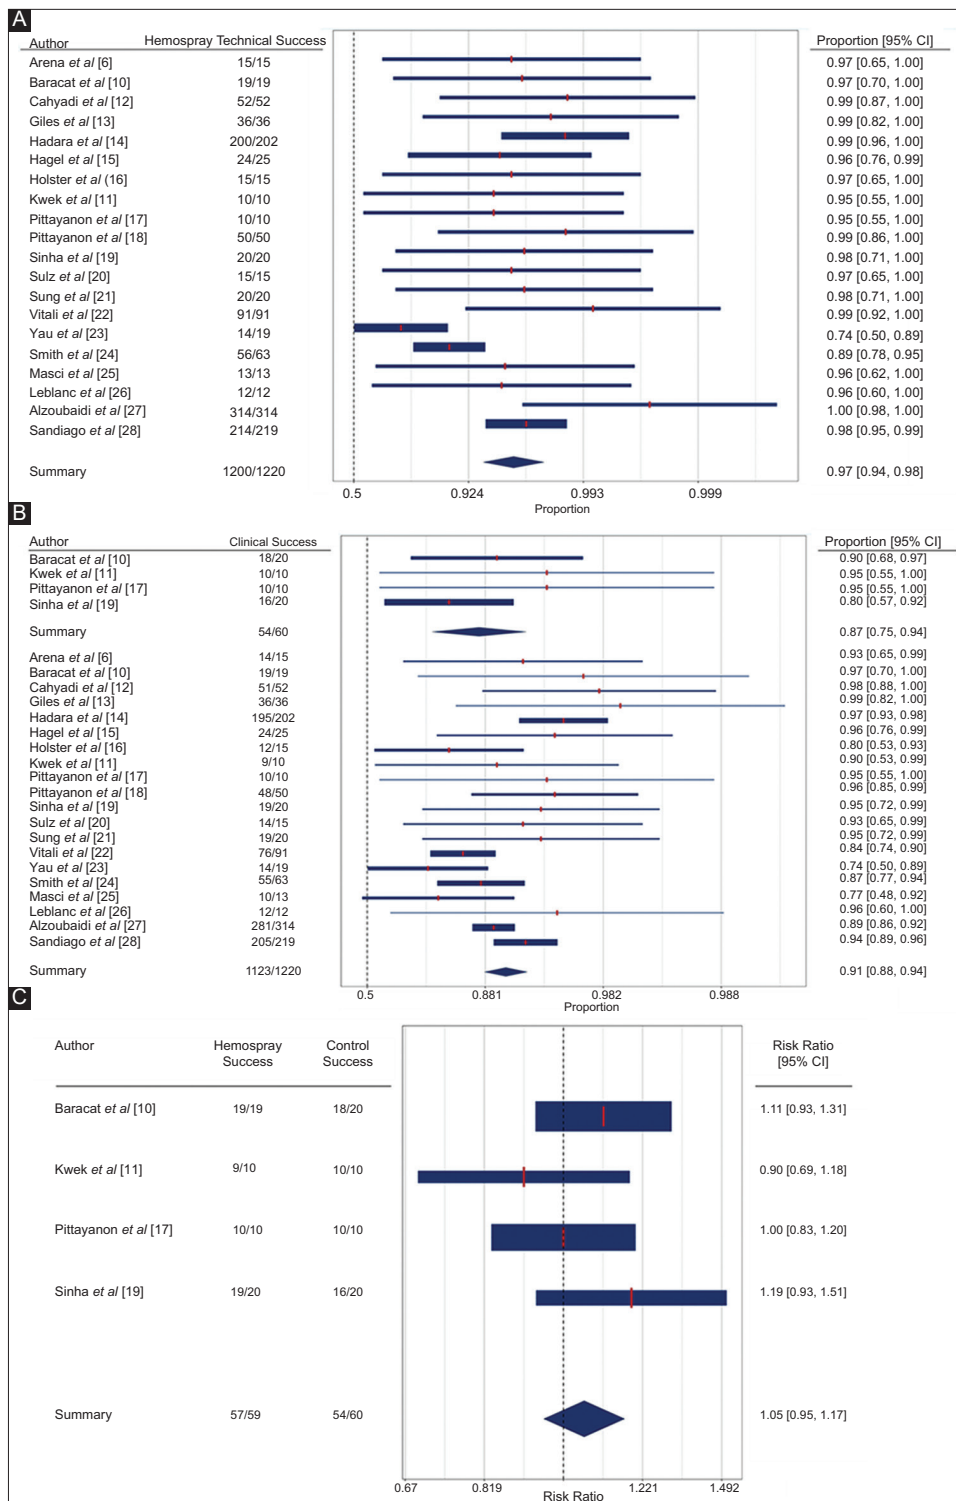 A
Author Hemospray Technical Success Proportion [95% CI]
Arena et al [6] 15/15 0.97 [0.65, 1.00]
Baracat et al [10] 19/19 0.97 [0.70, 1.00]
Cahyadi et al [12] 52/52 0.99 [0.87, 1.00]
Giles et al [13] 36/36 0.99 [0.82, 1.00]
Hadara et al [14] 200/202 0.99 [0.96, 1.00]
Hagel et al [15] 24/25 0.96 [0.76, 0.99]
Holster et al (16] 15/15 0.97 [0.65, 1.00]
Kwek et al [11] 10/10 0.95 [0.55, 1.00]
Pittayanon et al [17] 10/10 0.95 [0.55, 1.00]
Pittayanon et al [18] 50/50 0.99 [0.86, 1.00]
Sinha et al [19] 20/20 0.98 [0.71, 1.00]
Sulz et al [20] 15/15 0.97 [0.65, 1.00]
Sung et al [21] 20/20 0.98 [0.71, 1.00]
Vitali et al [22] 91/91 0.99 [0.92, 1.00]
Yau et al [23] 14/19 0.74 [0.50, 0.89]
Smith et al [24] 56/63 0.89 [0.78, 0.95]
Masci et al [25] 13/13 0.96 [0.62, 1.00]
Leblanc et al [26] 12/12 0.96 [0.60, 1.00]
Alzoubaidi et al [27] 314/314 1.00 [0.98, 1.00]
Sandiago et al [28] 214/219 0.98 [0.95, 0.99]
Summary 1200/1220 0.97 [0.94, 0.98]
0.5 0.924 0.993 0.999
Proportion
B
Author Clinical Success Proportion [95% CI]
Baracat et al [10] 18/20 0.90 [0.68, 0.97]
Kwek et al [11] 10/10 0.95 [0.55, 1.00]
Pittayanon et al [17] 10/10 0.95 [0.55, 1.00]
Sinha et al [19] 16/20 0.80 [0.57, 0.92]
Summary 54/60 0.87 [0.75, 0.94]
Arena et al [6] 14/15 0.93 [0.65, 0.99]
Baracat et al [10] 19/19 0.97 [0.70, 1.00]
Cahyadi et al [12] 51/52 0.98 [0.88, 1.00]
Giles et al [13] 36/36 0.99 [0.82, 1.00]
Hadara et al [14] 195/202 0.97 [0.93, 0.98]
Hagel et al [15] 24/25 0.96 [0.76, 0.99]
Holster et al [16] 12/15 0.80 [0.53, 0.93]
Kwek et al [11] 9/10 0.90 [0.53, 0.99]
Pittayanon et al [17] 10/10 0.95 [0.55, 1.00]
Pittayanon et al [18] 48/50 0.96 [0.85, 0.99]
Sinha et al [19] 19/20 0.95 [0.72, 0.99]
Sulz et al [20] 14/15 0.93 [0.65, 0.99]
Sung et al [21] 19/20 0.95 [0.72, 0.99]
Vitali et al [22] 76/91 0.84 [0.74, 0.90]
Yau et al [23] 14/19 0.74 [0.50, 0.89]
Smith et al [24] 55/63 0.87 [0.77, 0.94]
Masci et al [25] 10/13 0.77 [0.48, 0.92]
Leblanc et al [26] 12/12 0.96 [0.60, 1.00]
Alzoubaidi et al [27] 281/314 0.89 [0.86, 0.92]
Sandiago et al [28] 205/219 0.94 [0.89, 0.96]
Summary 1123/1220 0.91 [0.88, 0.94]
0.5 0.881 0.982 0.988
Proportion
C
Author Hemospray Control Risk Ratio
Success Success [95% CI]
Baracat et al [10] 19/19 18/20 1.11 [0.93, 1.31]
Kwek et al [11] 9/10 10/10 0.90 [0.69, 1.18]
Pittayanon et al [17] 10/10 10/10 1.00 [0.83, 1.20]
Sinha et al [19] 19/20 16/20 1.19 [0.93, 1.51]
Summary 57/59 54/60 1.05 [0.95, 1.17]
0.67 0.819 1.221 1.492
Risk Ratio